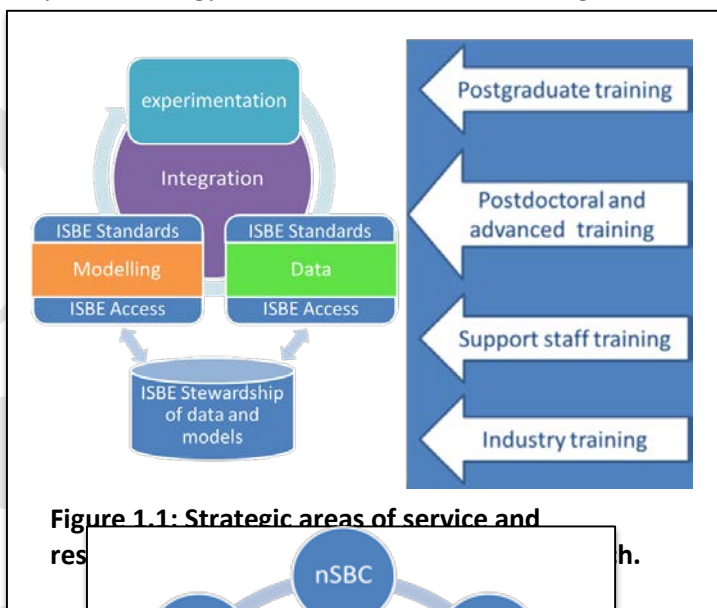 experimentation
Integration
ISBE Standards
Modelling
ISBE Access
ISBE Standards
Data
ISBE Access
ISBE Stewardship
of data and
models
Postgraduate training
Postdoctoral and
advanced training
Support staff training
Industry training
Figure 1.1: Strategic areas of service and
nSBC